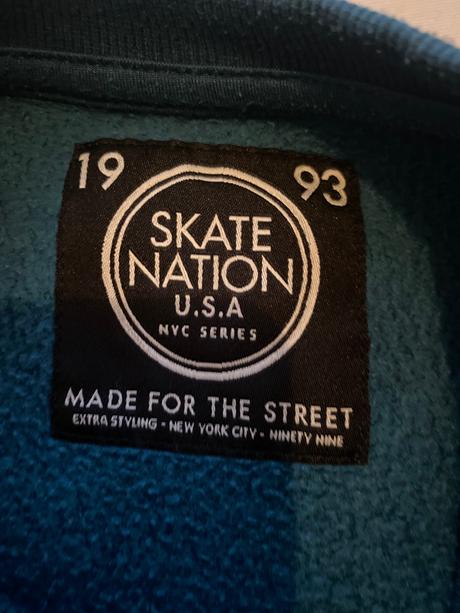 19 93
SKATE
NATION
U.S.A
NYC SERIES
MADE FOR THE STREET
EXTRA STYLING - NEW YORK CITY - NINETY NINE